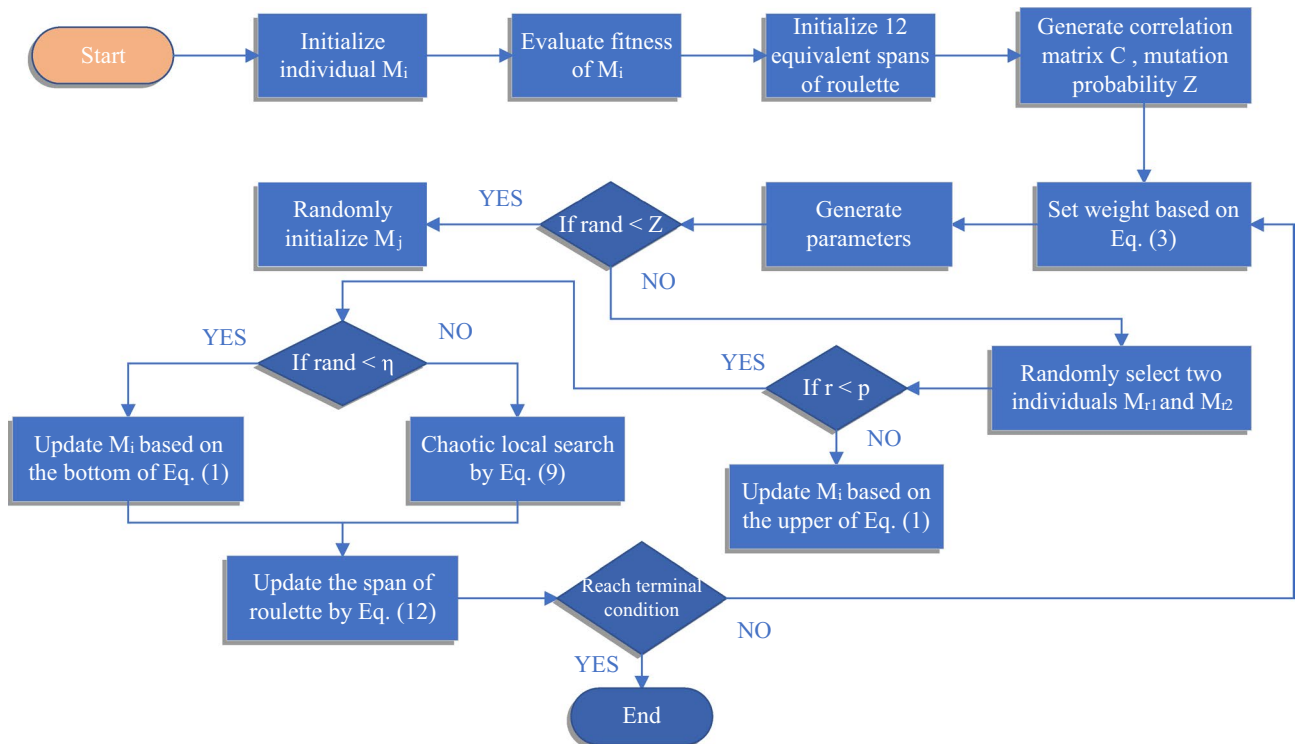 Start
Initialize
individual Mi
Evaluate fitness
of Mi
Initialize 12
equivalent spans
of roulette
Generate correlation
matrix C , mutation
probability Z
Randomly
initialize M j
YES
If rand < Z
Generate
parameters
Set weight based on
Eq. (3)
NO
YES
If rand < η
NO
YES
If r < p
Randomly select two
individuals Mr1 and Mr2
NO
Update Mi based on
the bottom of Eq. (1)
Chaotic local search
by Eq. (9)
Update Mi based on
the upper of Eq. (1)
Update the span of
roulette by Eq. (12)
Reach terminal
condition
NO
YES
End